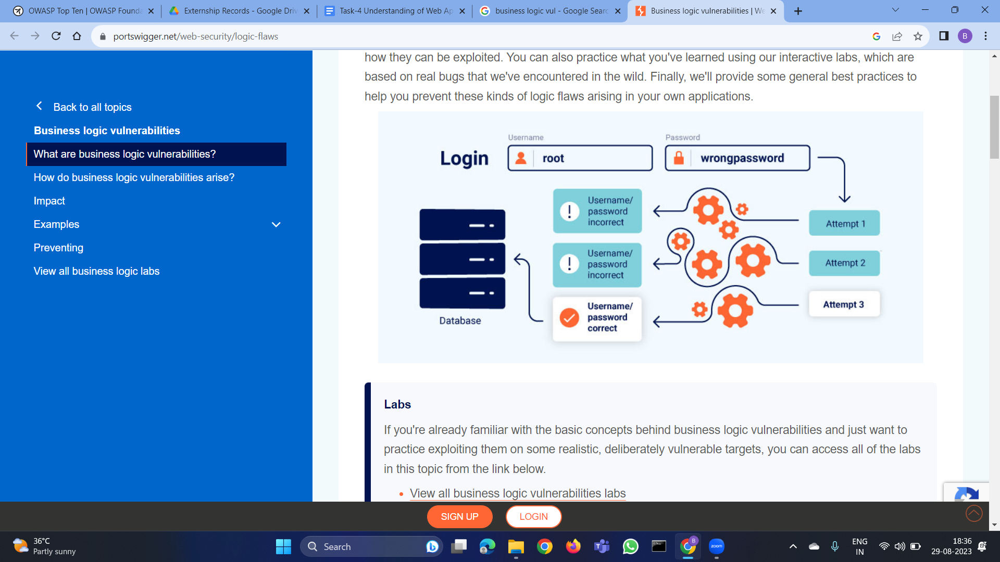 OWASP Top Ten | OWASP Founda
Externship Records - Google Driv
Task-4 Understanding of Web Ap
business logic vul - Google Searc
Business logic vulnerabilities | We
portswigger.net/web-security/logic-flaws
B
Back to all topics
Business logic vulnerabilities
What are business logic vulnerabilities?
How do business logic vulnerabilities arise?
Impact
Examples
Preventing
View all business logic labs
how they can be exploited. You can also practice what you've learned using our interactive labs, which are
based on real bugs that we've encountered in the wild. Finally, we'll provide some general best practices to
help you prevent these kinds of logic flaws arising in your own applications.
Username
Password
Login
root
wrongpassword
Username/
password
incorrect
Attempt 1
Username/
password
incorrect
Attempt 2
Username/
password
correct
Attempt 3
Database
Labs
If you're already familiar with the basic concepts behind business logic vulnerabilities and just want to
practice exploiting them on some realistic, deliberately vulnerable targets, you can access all of the labs
in this topic from the link below.
View all business logic vulnerabilities labs
SIGN UP
LOGIN
36°C
Partly sunny
Search
B
zoom
ENG
IN
18:36
29-08-2023